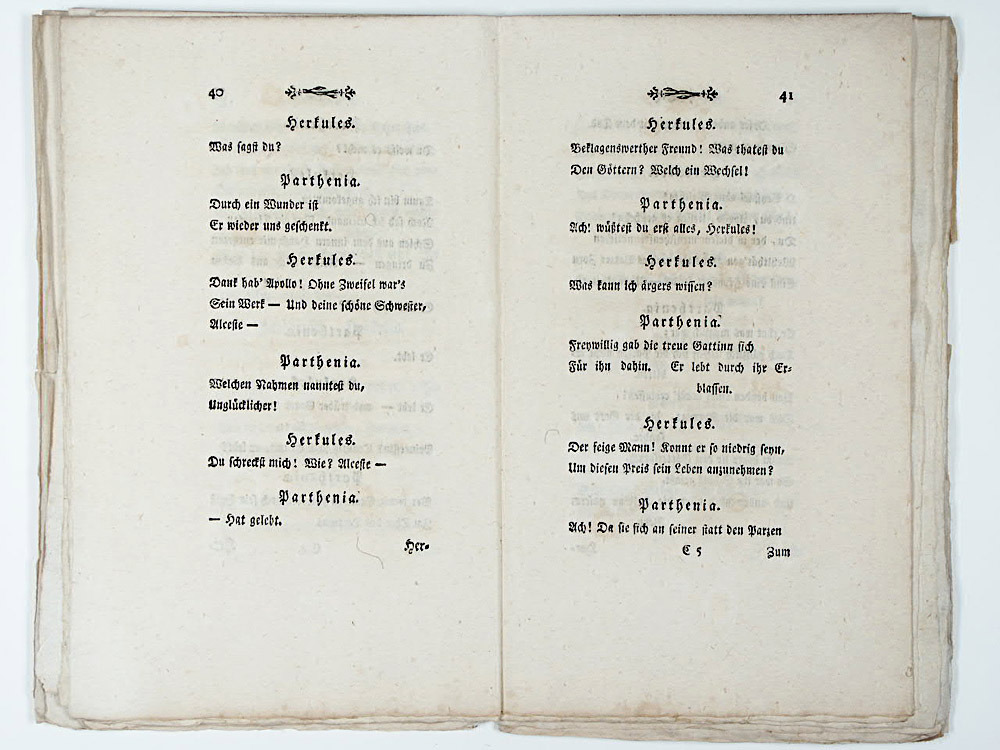 40
Herkules.
Was sagst du?
Parthenia.
Durch ein Wunder ist
Er wieder uns geschenkt.
Herkules.
Dank hab' Apollo! Ohne Zweifel war's
Sein Werk — Und deine schöne Schwester,
Alceste —
Parthenia.
Welchen Nahmen nanntest du,
Unglücklicher!
Herkules.
Du schreckst mich! Wie? Alceste —
Parthenia.
— Hat gelebt.
Her-
41
Herkules.
Beklagenswerther Freund! Was thatest du
Den Göttern? Welch ein Wechsel!
Parthenia.
Ach! wüßtest du erst alles, Herkules!
Herkules.
Was kann ich ärgers wissen?
Parthenia.
Freywillig gab die treue Gattinn sich
Für ihn dahin. Er lebt durch ihr Er-
blassen.
Herkules.
Der feige Mann! Konnt er so niedrig seyn,
Um diesen Preis sein Leben anzunehmen?
Parthenia.
Ach! Da sie sich an seiner statt den Parzen
C 5 Zum